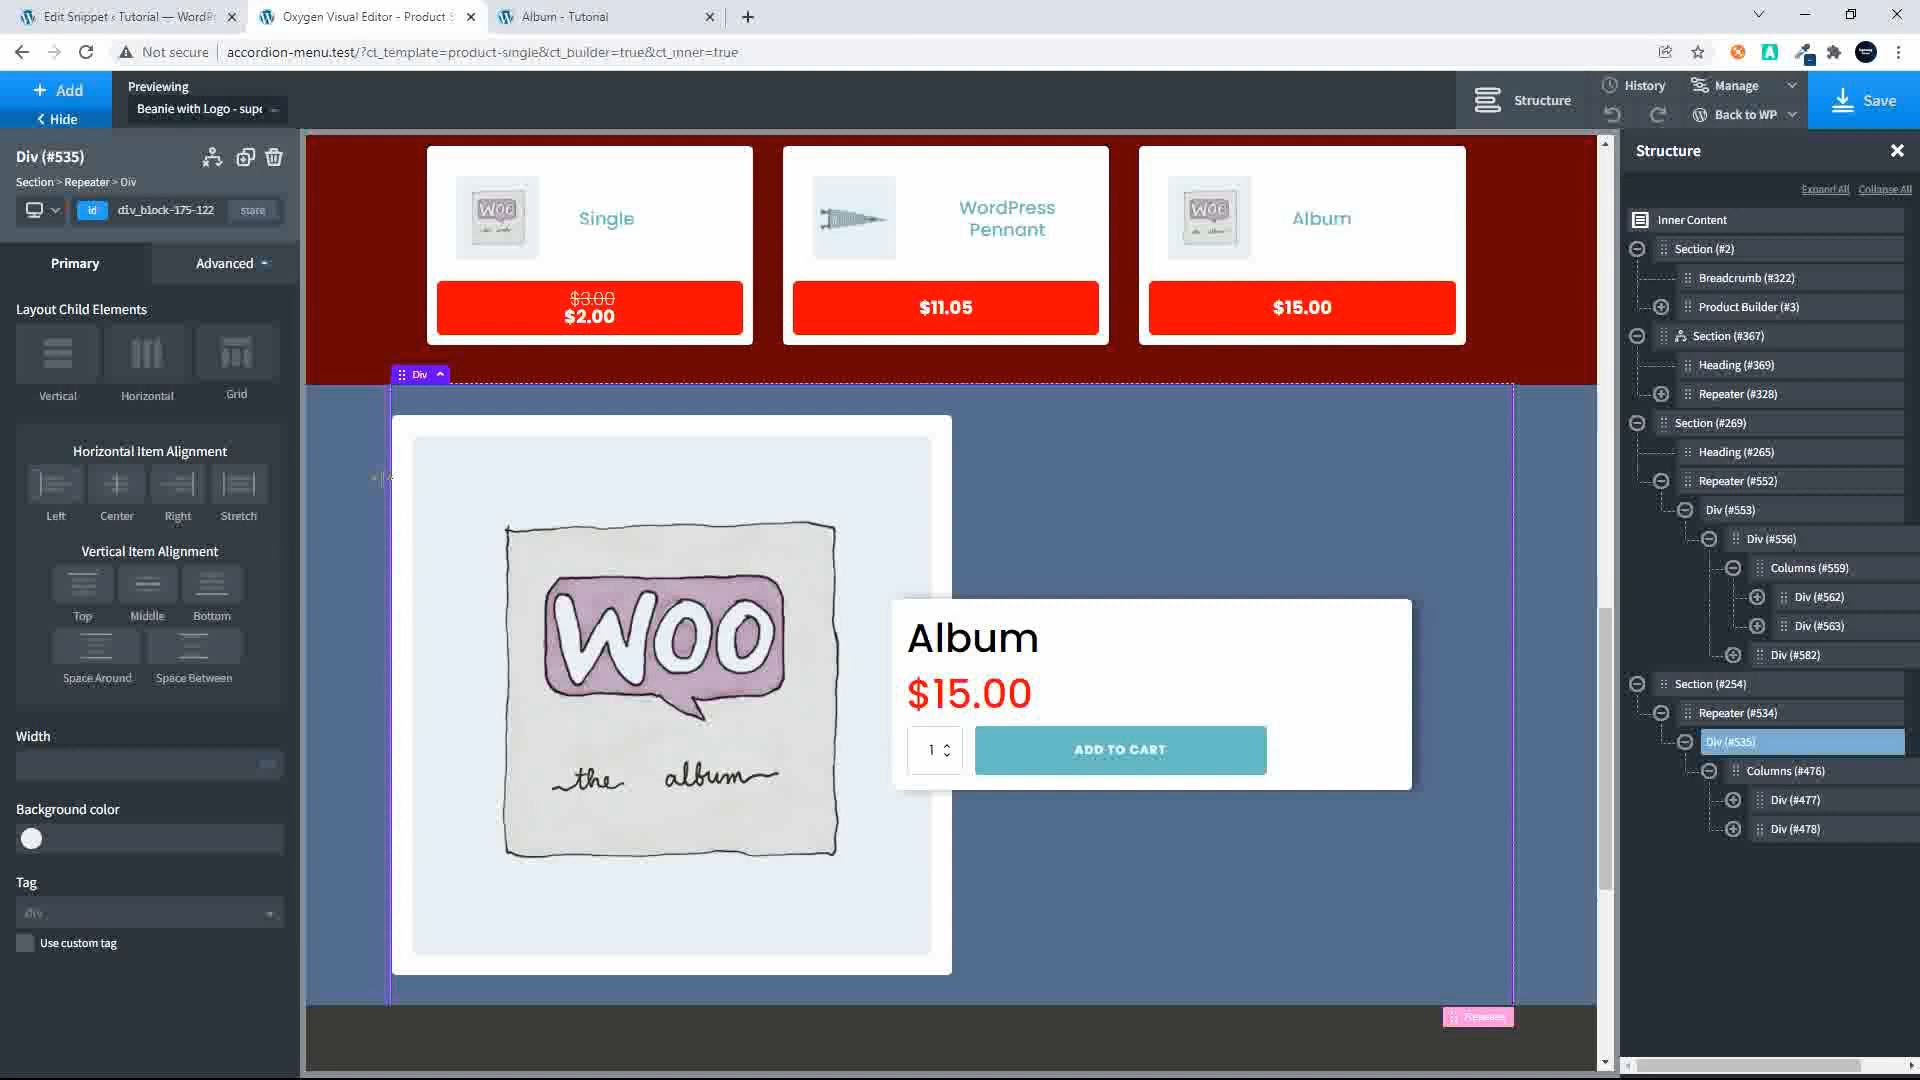 Edit Snippet ‹ Tutorial — WordPr
Oxygen Visual Editor - Product S
Album - Tutorial
Not secure
accordion-menu.test/?ct_template=product-single&ct_builder=true&ct_inner=true
Add
Hide
Previewing
Beanie with Logo - supe
Structure
History
Manage
Back to WP
Save
Div (#535)
Section > Repeater > Div
id
div_block-175-122
state
Primary
Advanced
Layout Child Elements
Vertical
Horizontal
Grid
Horizontal Item Alignment
Left
Center
Right
Stretch
Vertical Item Alignment
Top
Middle
Bottom
Space Around
Space Between
Width
Background color
Tag
div
Use custom tag
WOO
Single
$3.00
$2.00
WordPress
Pennant
$11.05
WOO
Album
$15.00
Div
WOO
the album
Album
$15.00
1
ADD TO CART
Repeater
Structure
Expand All
Collapse All
Inner Content
Section (#2)
Breadcrumb (#322)
Product Builder (#3)
Section (#367)
Heading (#369)
Repeater (#328)
Section (#269)
Heading (#265)
Repeater (#552)
Div (#553)
Div (#556)
Columns (#559)
Div (#562)
Div (#563)
Div (#582)
Section (#254)
Repeater (#534)
Div (#535)
Columns (#476)
Div (#477)
Div (#478)